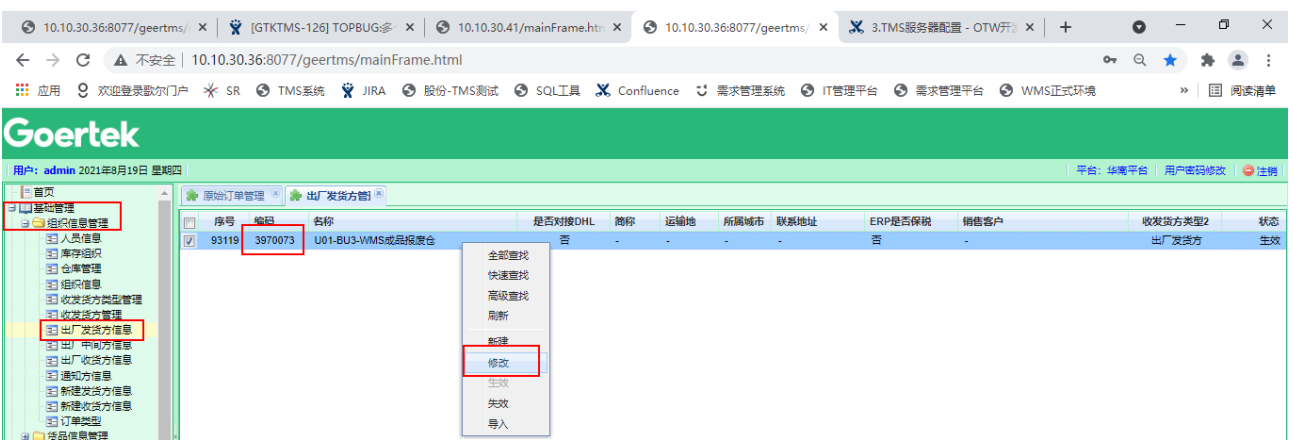 10.10.30.36:8077/geertms/ [GTKTMS-126] TOPBUG:多 10.10.30.41/mainFrame.htm 10.10.30.36:8077/geertms/ 3.TMS服务器配置 - OTW开
不安全 10.10.30.36:8077/geertms/mainFrame.html
应用 欢迎登录歌尔门户 SR TMS系统 JIRA 股份-TMS测试 SQL工具 Confluence 需求管理系统 IT管理平台 需求管理平台 WMS正式环境 » 阅读清单
Goertek
用户: admin 2021年8月19日 星期四 平台: 华南平台 用户密码修改 注销
首页 原始订单管理 出厂发货方管
基础管理
组织信息管理 序号 编码 名称 是否对接DHL 简称 运输地 所属城市 联系地址 ERP是否保税 销售客户 收发货方类型2 状态
人员信息 93119 3970073 U01-BU3-WMS成品报废仓 否 - - - - 否 - 出厂发货方 生效
库存组织 全部查找
仓库管理 快速查找
组织信息 高级查找
收发货方类型管理 刷新
收发货方管理
出厂发货方信息 新建
出厂中间方信息
出厂收货方信息 修改
通知方信息 生效
新建发货方信息
新建收货方信息 失效
订单类型 导入
货品信息管理